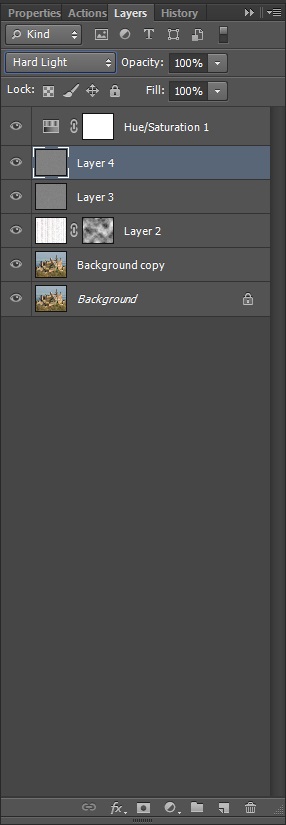 Properties Actions Layers History
Kind
Hard Light Opacity: 100%
Lock: Fill: 100%
Hue/Saturation 1
Layer 4
Layer 3
Layer 2
Background copy
Background
fx